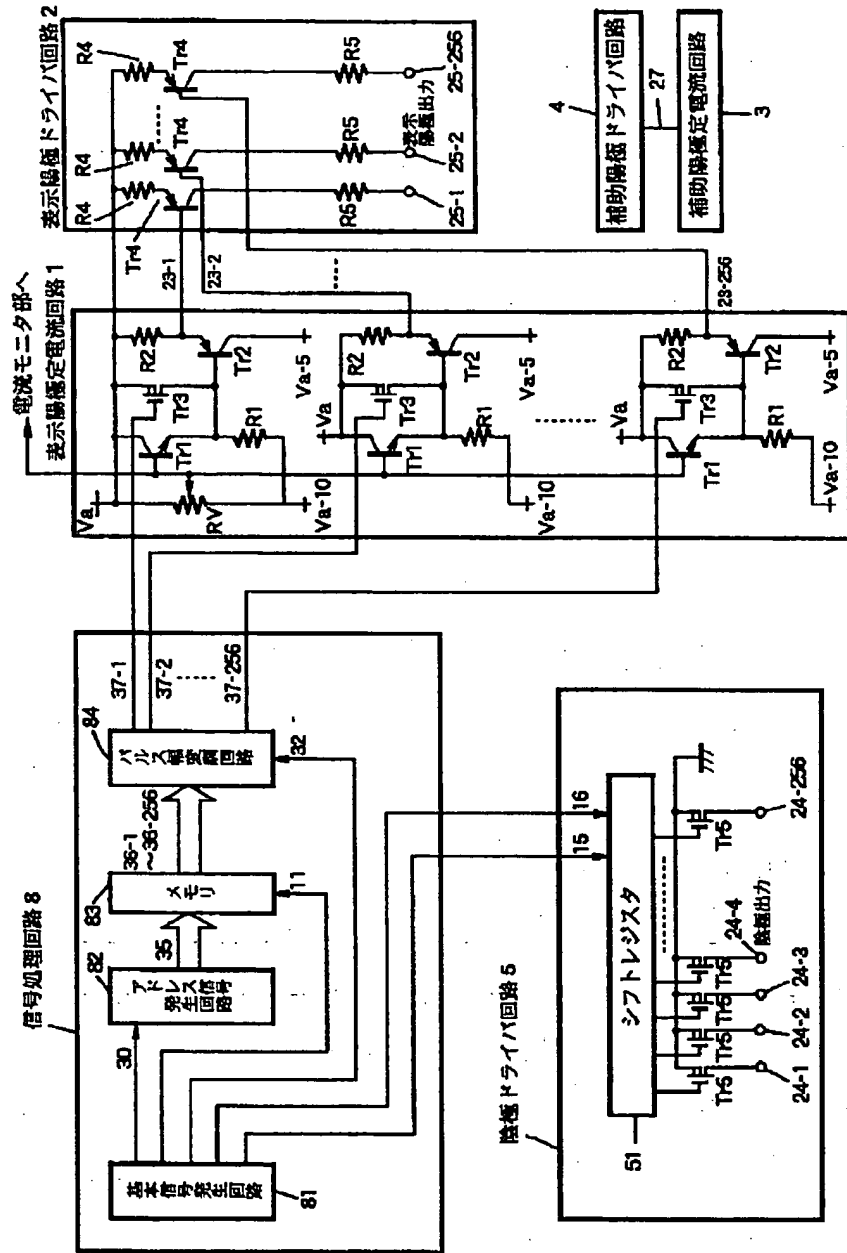 信号処理回路8
基本信号発生回路
81
30
アドレス信号
発生回路
82
35
メモリ
83
11
36-1
～36-256
パルス幅変調回路
84
32
37-1
37-2
37-256
15
16
陰極ドライバ回路5
シフトレジスタ
51
Tr5
Tr5
Tr5
Tr5
Tr5
24-1
24-2
24-3
24-4
陰極出力
24-256
電流モニタ部へ
表示陽極定電流回路1
Va
RV
Va-10
Tr1
R1
Tr3
R2
Tr2
Va-5
Va
Tr1
R1
Va-10
Tr3
R2
Tr2
Va-5
Va
Tr1
R1
Va-10
Tr3
R2
Tr2
Va-5
23-1
23-2
23-256
表示陽極ドライバ回路2
R4
R4
R4
Tr4
Tr4
Tr4
R5
R5
R5
25-1
25-2
表示
陽極出力
25-256
4
補助陽極ドライバ回路
27
補助陽極定電流回路
3